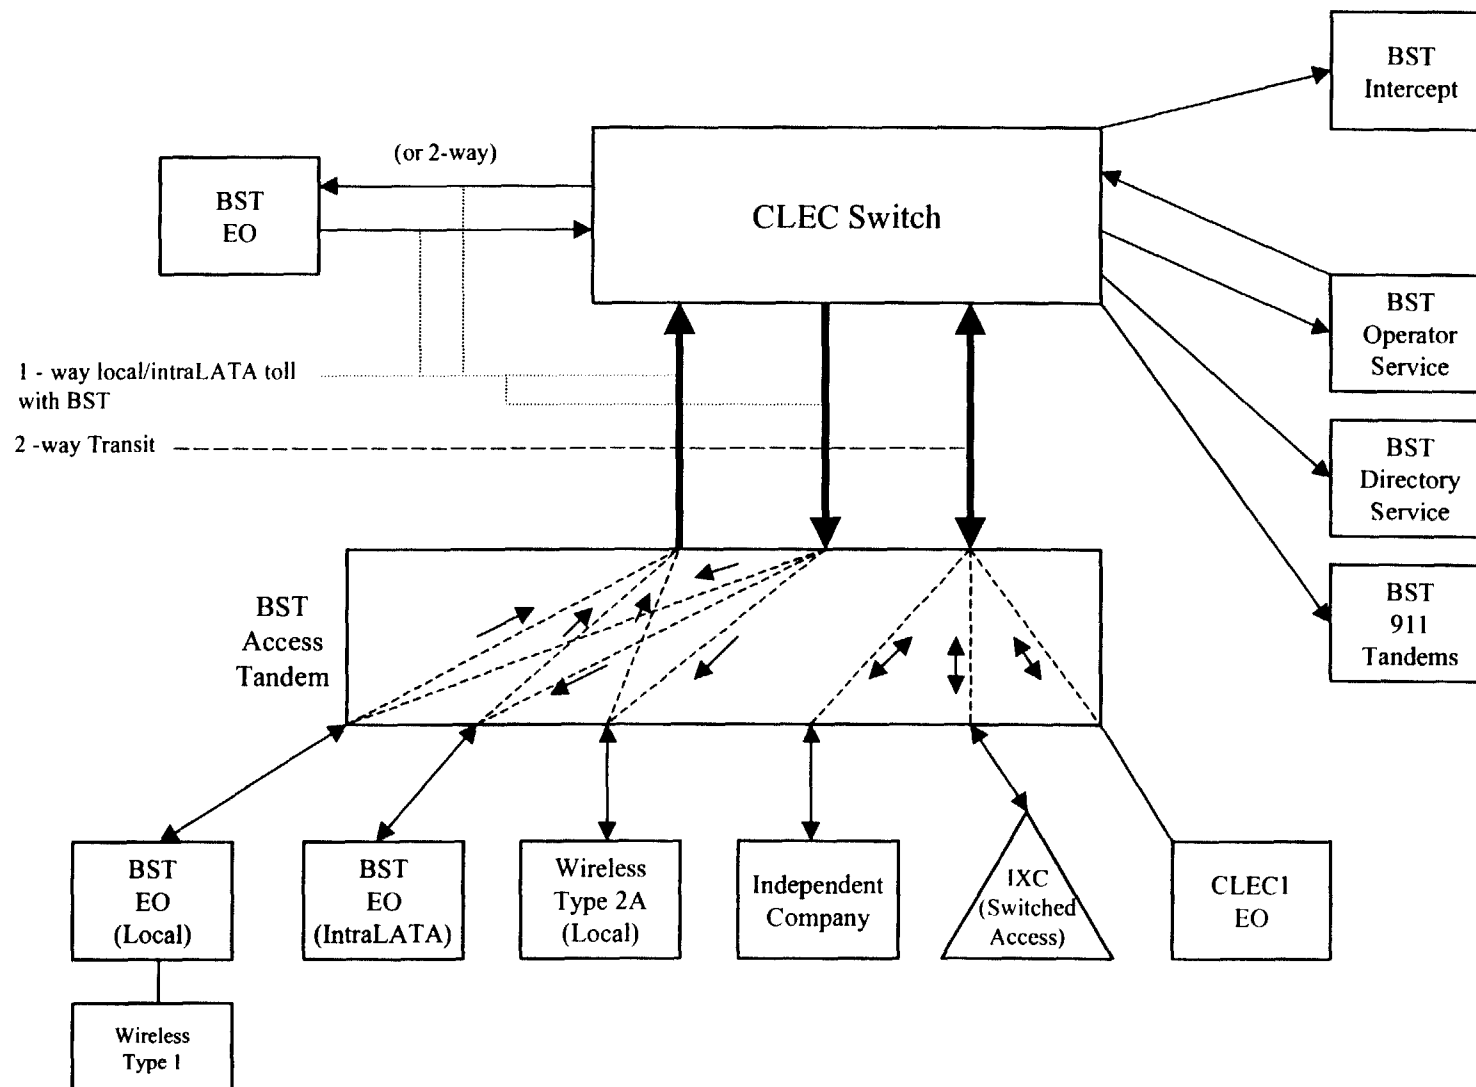 BST
Intercept
(or 2-way)
BST
EO
CLEC Switch
BST
Operator
Service
1 - way local/intraLATA toll
with BST
2 -way Transit
BST
Directory
Service
BST
911
Tandems
BST
Access
Tandem
BST
EO
(Local)
BST
EO
(IntraLATA)
Wireless
Type 2A
(Local)
Independent
Company
IXC
(Switched
Access)
CLEC1
EO
Wireless
Type 1